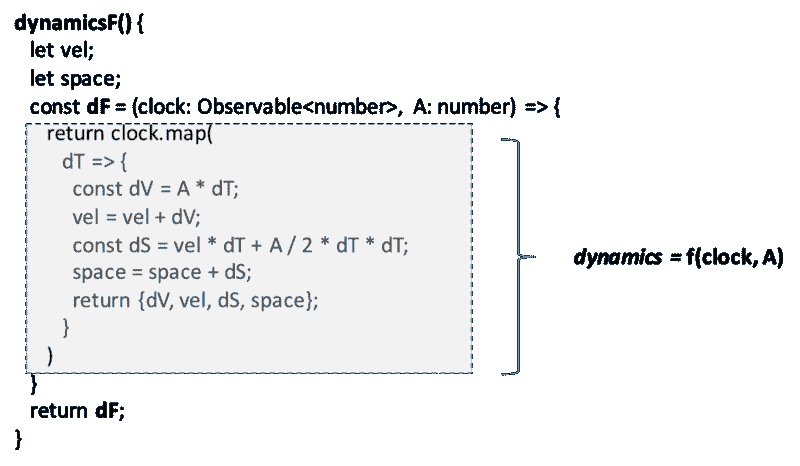 dynamicsF() {
let vel;
let space;
const dF = (clock: Observable<number>, A: number) => {
return clock.map(
dT => {
const dV = A * dT;
vel = vel + dV;
const dS = vel * dT + A / 2 * dT * dT;
space = space + dS;
return {dV, vel, dS, space};
}
)
}
return dF;
}
dynamics = f(clock, A)